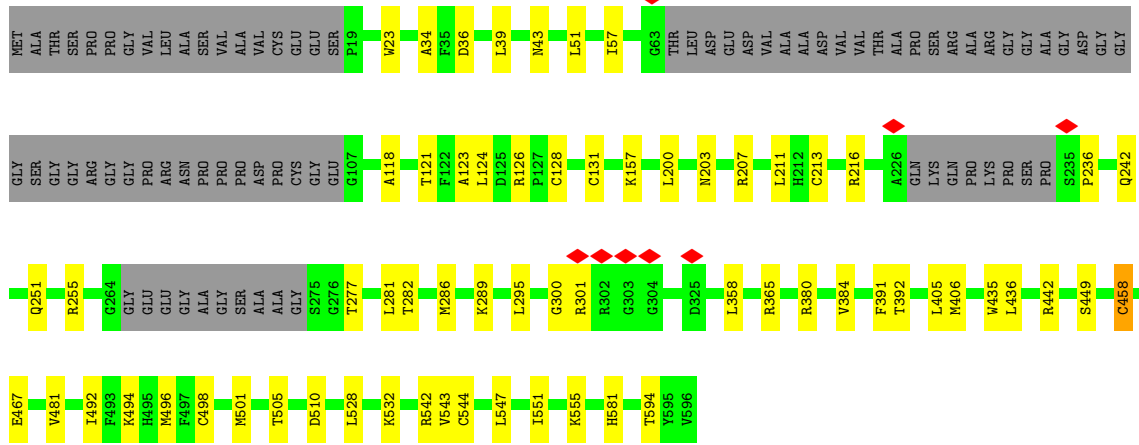 MET ALA THR SER PRO PRO GLY VAL LEU ALA SER VAL ALA VAL CYS GLU GLU SER P19 W23 A34 F35 D36 L39 N43 L51 I57 G63 THR LEU ASP GLU ASP VAL ALA ALA ASP VAL VAL THR ALA PRO SER ARG ALA ARG GLY GLY ALA GLY ASP GLY GLY
GLY SER GLY GLY ARG GLY GLY PRO ARG ASN PRO PRO PRO ASP PRO CYS GLY GLU G107 A118 T121 F122 A123 L124 D125 R126 P127 C128 C131 K157 L200 N203 R207 L211 H212 C213 R216 A226 GLN LYS GLN PRO LYS PRO SER PRO S235 P236 Q242
Q251 R255 G264 GLY GLU GLU GLY ALA GLY SER ALA ALA GLY S275 G276 T277 L281 T282 M286 K289 L295 G300 R301 R302 G303 G304 D325 L358 R365 R380 V384 F391 T392 L405 M406 W435 L436 R442 S449 C458
E467 V481 I492 F493 K494 H495 M496 F497 C498 M501 T505 D510 L528 K532 R542 V543 C544 L547 I551 K555 H581 T594 Y595 V596